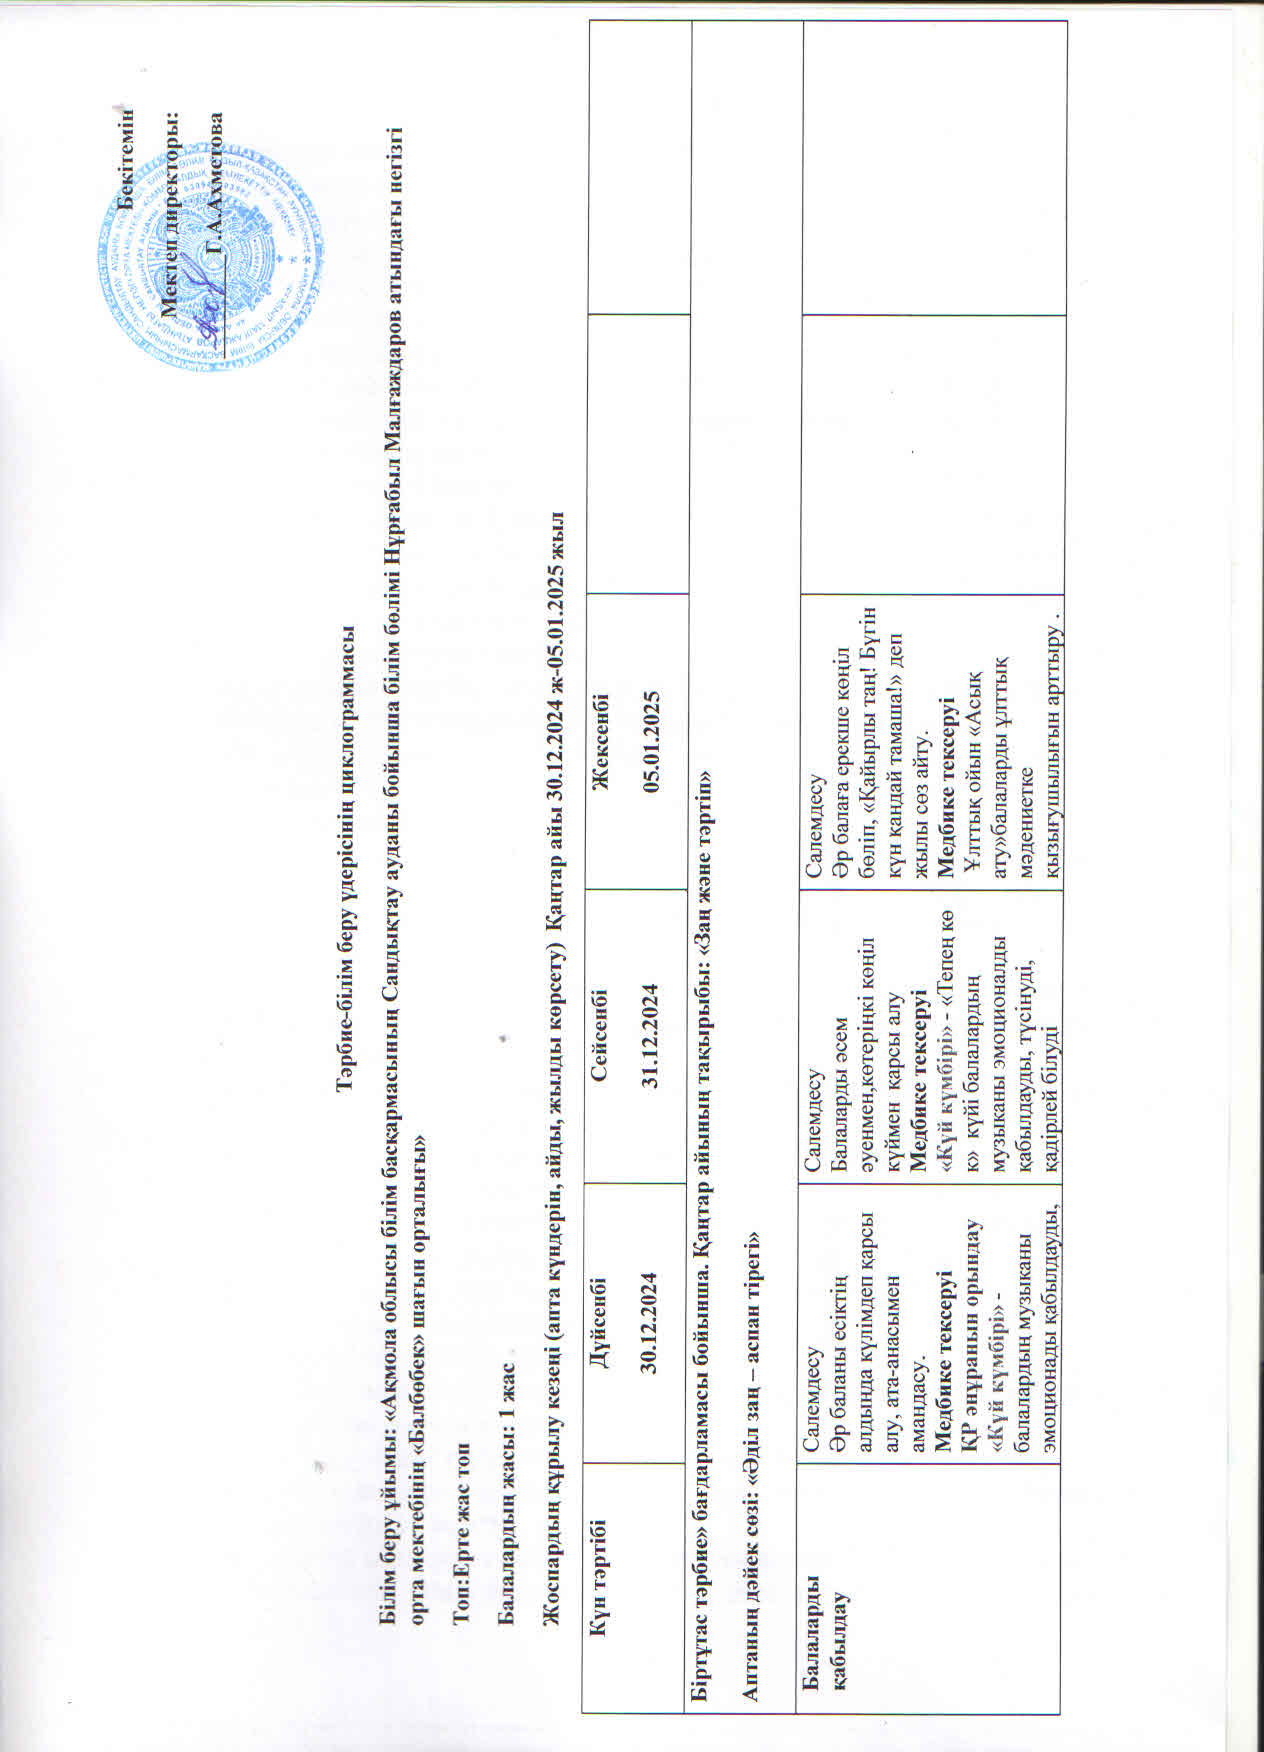 Бекітемін
Мектеп директоры:
Г.А.Ахметова
Тәрбие-білім беру үдерісінің циклограммасы
Білім беру ұйымы: «Ақмола облысы білім басқармасының Сандықтау ауданы бойынша білім бөлімі Нұрғабыл Малғаждаров атындағы негізгі
орта мектебінің «Балбөбек» шағын орталығы»
Топ:Ерте жас топ
Балалардың жасы: 1 жас
Жоспардың құрылу кезеңі (апта күндерін, айды, жылды көрсету) Қаңтар айы 30.12.2024 ж-05.01.2025 жыл
Күн тәртібі
Дүйсенбі
30.12.2024
Сейсенбі
31.12.2024
Жексенбі
05.01.2025
Біртұтас тәрбие» бағдарламасы бойынша. Қаңтар айының тақырыбы: «Заң және тәртіп»
Аптаның дәйек сөзі: «Әділ заң – аспан тірегі»
Балаларды
қабылдау
Салемдесу
Әр баланы есіктің
алдында күлімдеп қарсы
алу, ата-анасымен
амандасу.
Медбике тексеруі
ҚР әнұранын орындау
«Күй күмбірі» -
балалардың музыканы
эмоционады қабылдауды,
Салемдесу
Балаларды әсем
әуенмен,көтеріңкі көңіл
күймен қарсы алу
Медбике тексеруі
«Күй күмбірі» - «Тепең кө
к» күйі балалардың
музыканы эмоционалды
қабылдауды, түсінуді,
қадірлей білуді
Салемдесу
Әр балаға ерекше көңіл
бөліп, «Қайырлы таң! Бүгін
күн қандай тамаша!» деп
жылы сөз айту.
Медбике тексеруі
Ұлттық ойын «Асық
ату»балаларды ұлттық
мәдениетке
қызығушылығын арттыру .